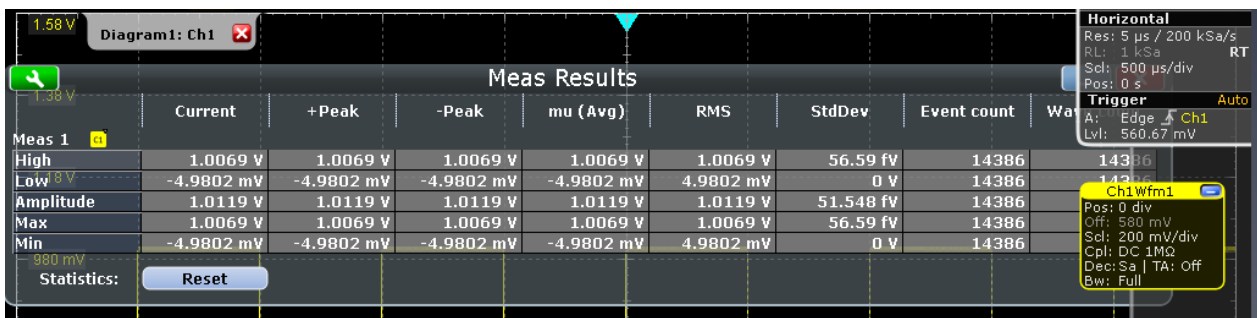 1.58 V
Diagram1: Ch1
Horizontal
Res: 5 µs / 200 kSa/s
RL: 1 kSa RT
Scl: 500 µs/div
Pos: 0 s
Trigger Auto
A: Edge Ch1
Lvl: 560.67 mV
Meas Results
1.38 V
Current +Peak -Peak mu (Avg) RMS StdDev Event count
Meas 1 C1
High 1.0069 V 1.0069 V 1.0069 V 1.0069 V 1.0069 V 56.59 fV 14386 14386
1.18 V
Low -4.9802 mV -4.9802 mV -4.9802 mV -4.9802 mV 4.9802 mV 0 V 14386 14386
Amplitude 1.0119 V 1.0119 V 1.0119 V 1.0119 V 1.0119 V 51.548 fV 14386
Max 1.0069 V 1.0069 V 1.0069 V 1.0069 V 1.0069 V 56.59 fV 14386
Min -4.9802 mV -4.9802 mV -4.9802 mV -4.9802 mV 4.9802 mV 0 V 14386
980 mV
Statistics: Reset
Ch1Wfm1
Pos: 0 div
Off: 580 mV
Scl: 200 mV/div
Cpl: DC 1MΩ
Dec: Sa | TA: Off
Bw: Full